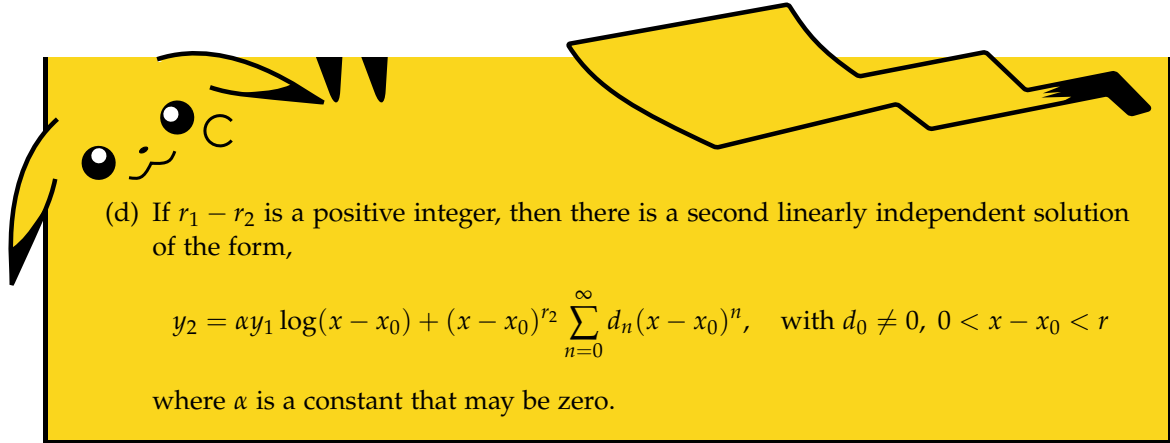 (d) If r₁ − r₂ is a positive integer, then there is a second linearly independent solution
of the form,
y₂ = αy₁ log(x − x₀) + (x − x₀)^{r₂} ∑_{n=0}^{∞} dₙ(x − x₀)ⁿ, with d₀ ≠ 0, 0 < x − x₀ < r
where α is a constant that may be zero.